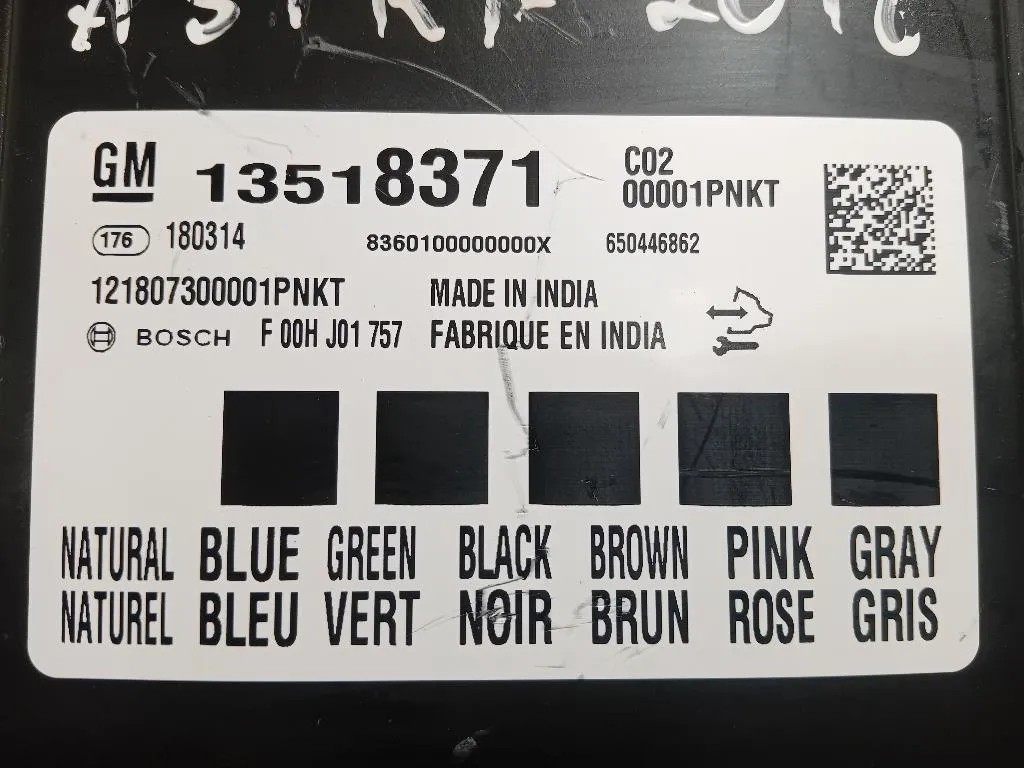 GM 13518371 C02
00001PNKT
176 180314 8360100000000X 650446862
121807300001PNKT MADE IN INDIA
BOSCH F 00H J01 757 FABRIQUE EN INDIA
NATURAL BLUE GREEN BLACK BROWN PINK GRAY
NATUREL BLEU VERT NOIR BRUN ROSE GRIS